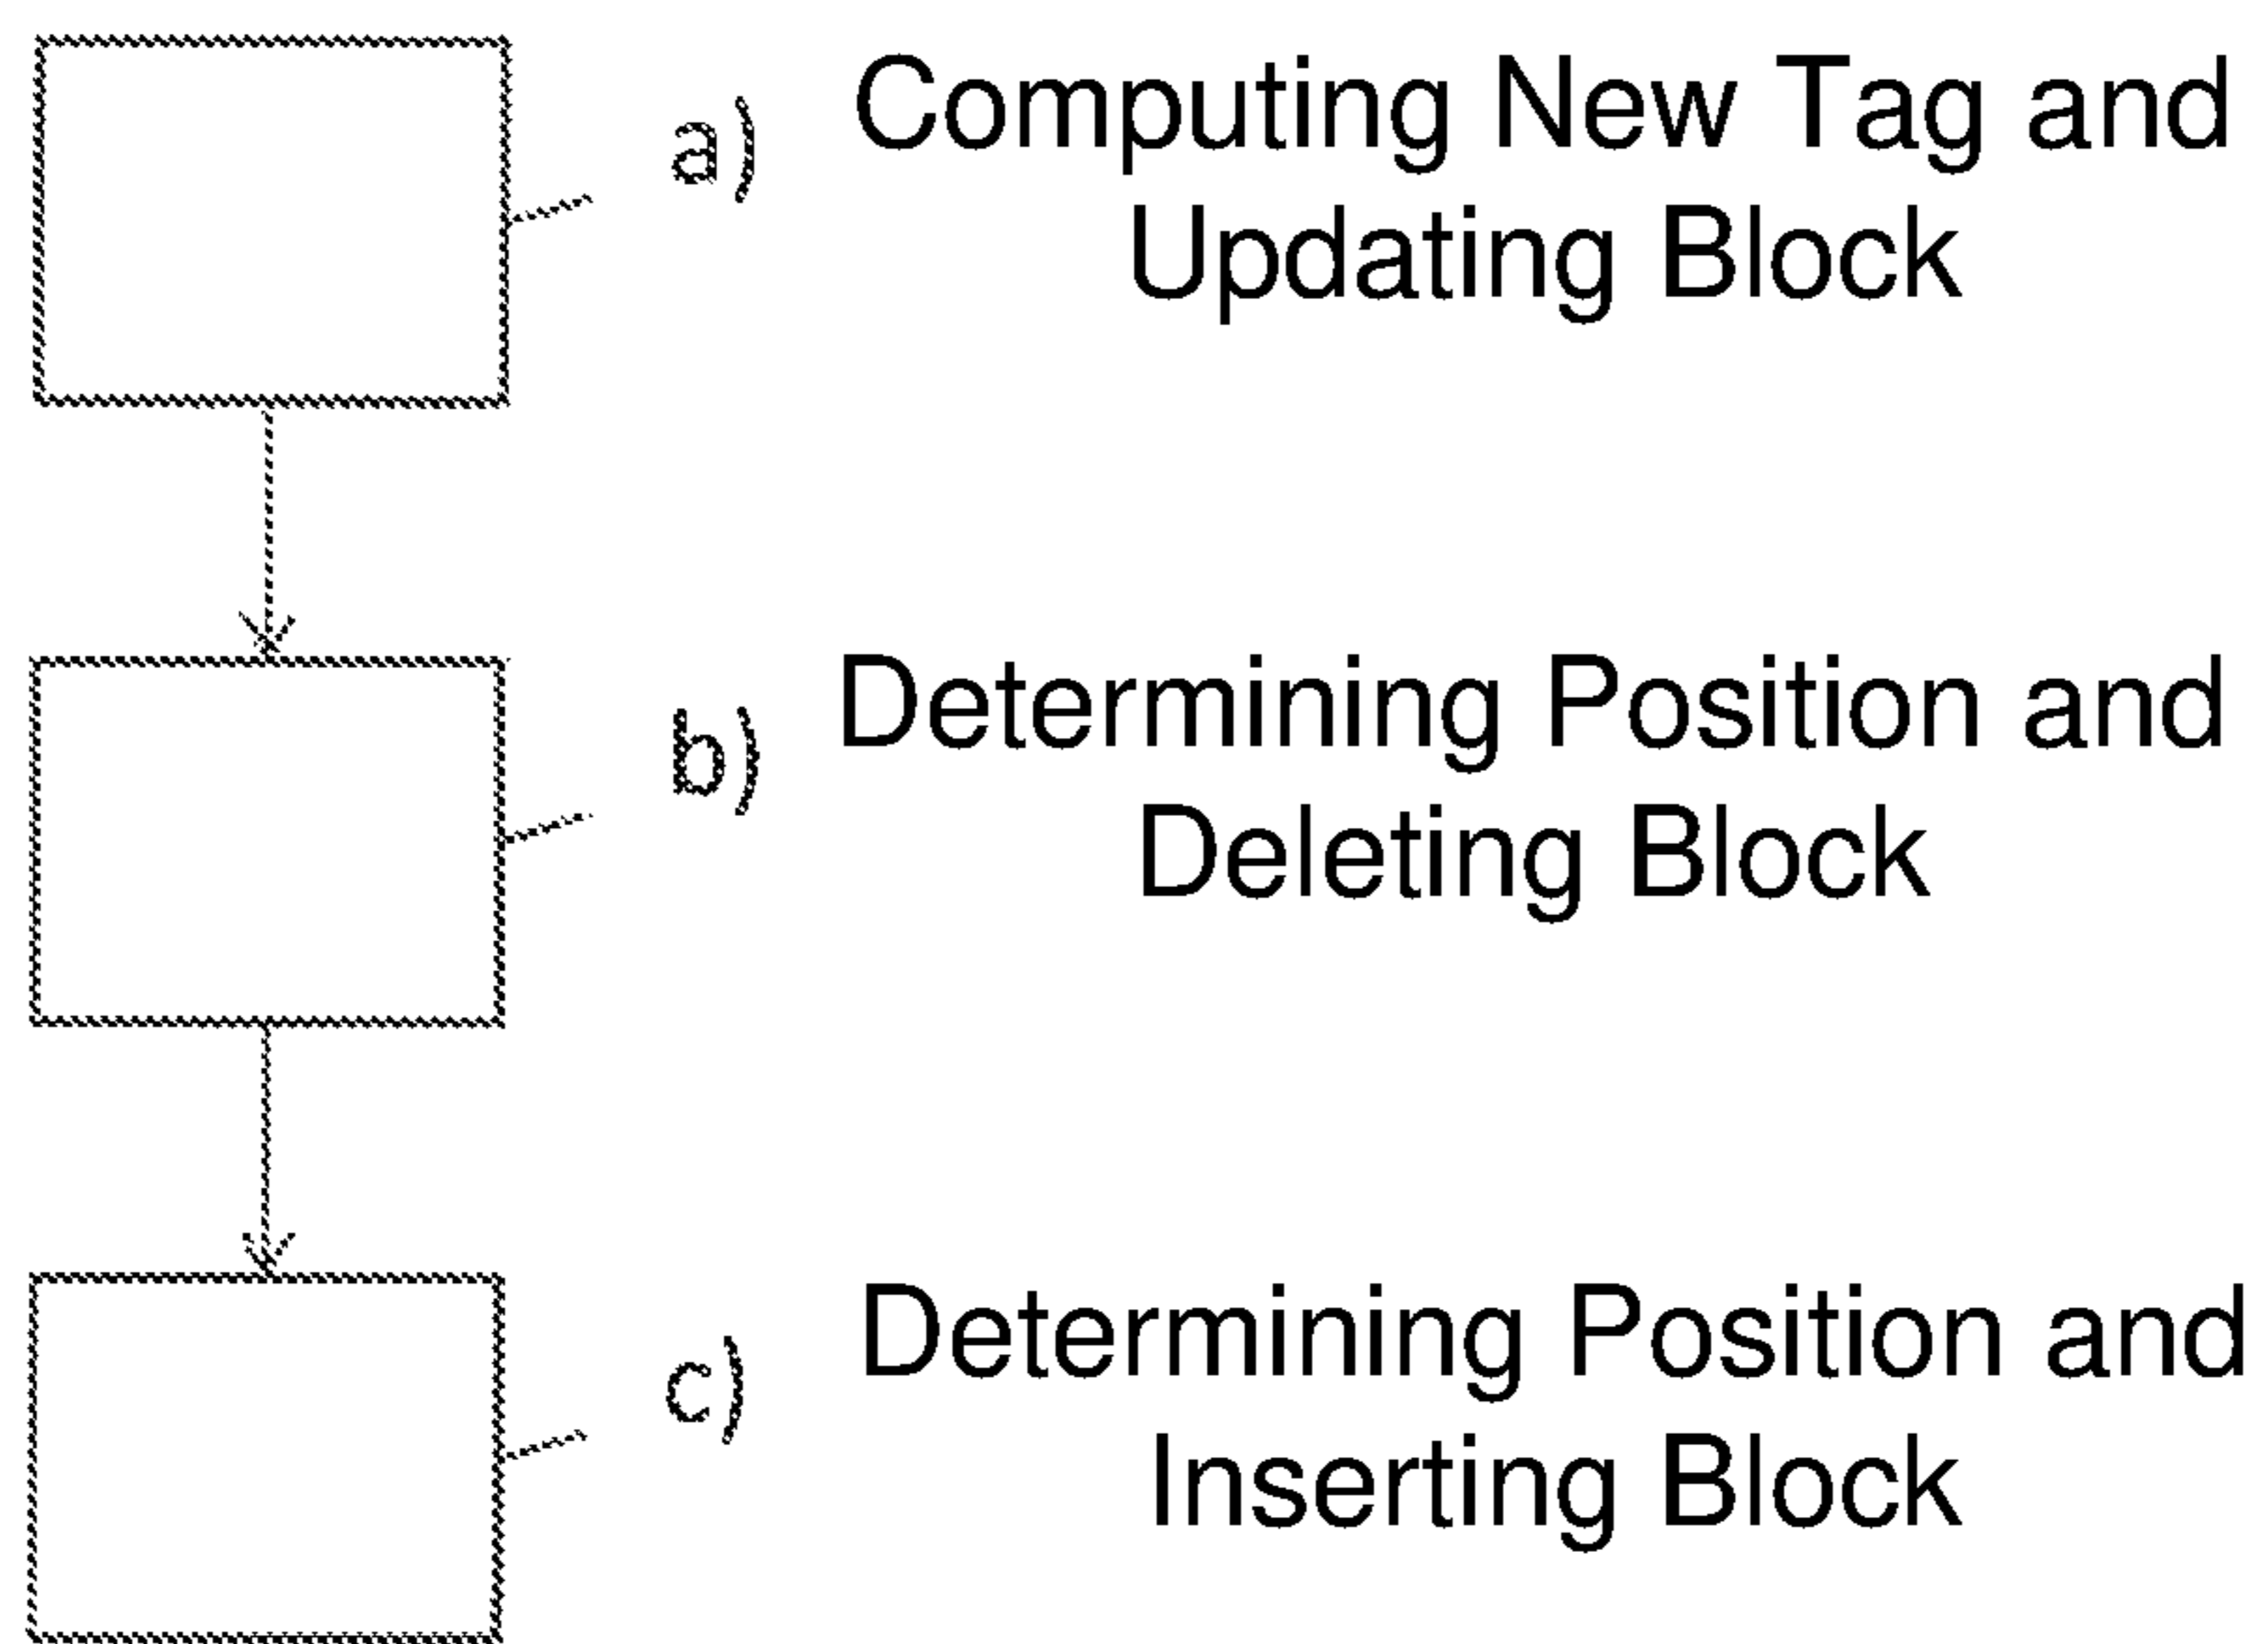 a) Computing New Tag and
Updating Block
b) Determining Position and
Deleting Block
c) Determining Position and
Inserting Block